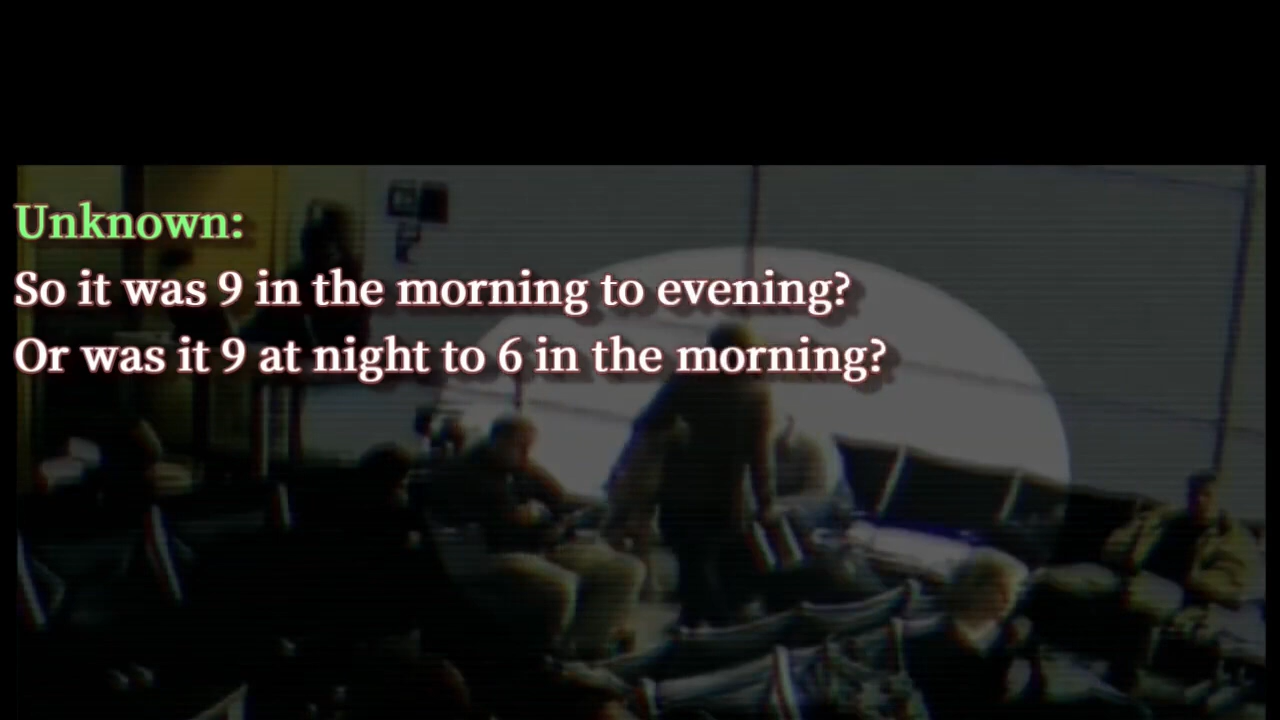 Unknown:
So it was 9 in the morning to evening?
Or was it 9 at night to 6 in the morning?